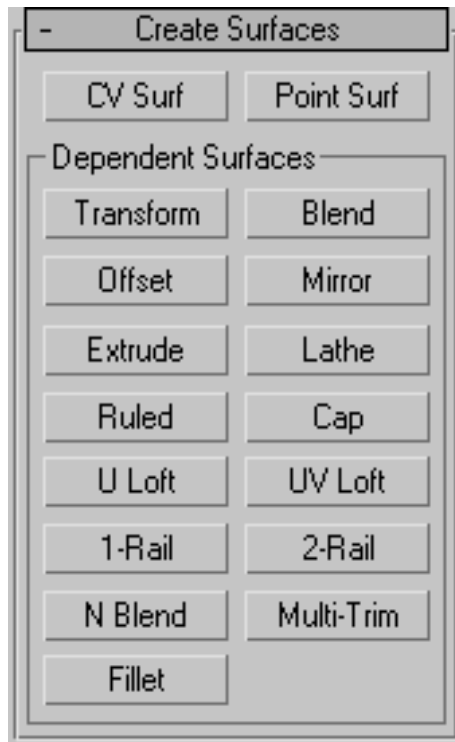 - Create Surfaces
CV Surf Point Surf
Dependent Surfaces
Transform Blend
Offset Mirror
Extrude Lathe
Ruled Cap
U Loft UV Loft
1-Rail 2-Rail
N Blend Multi-Trim
Fillet